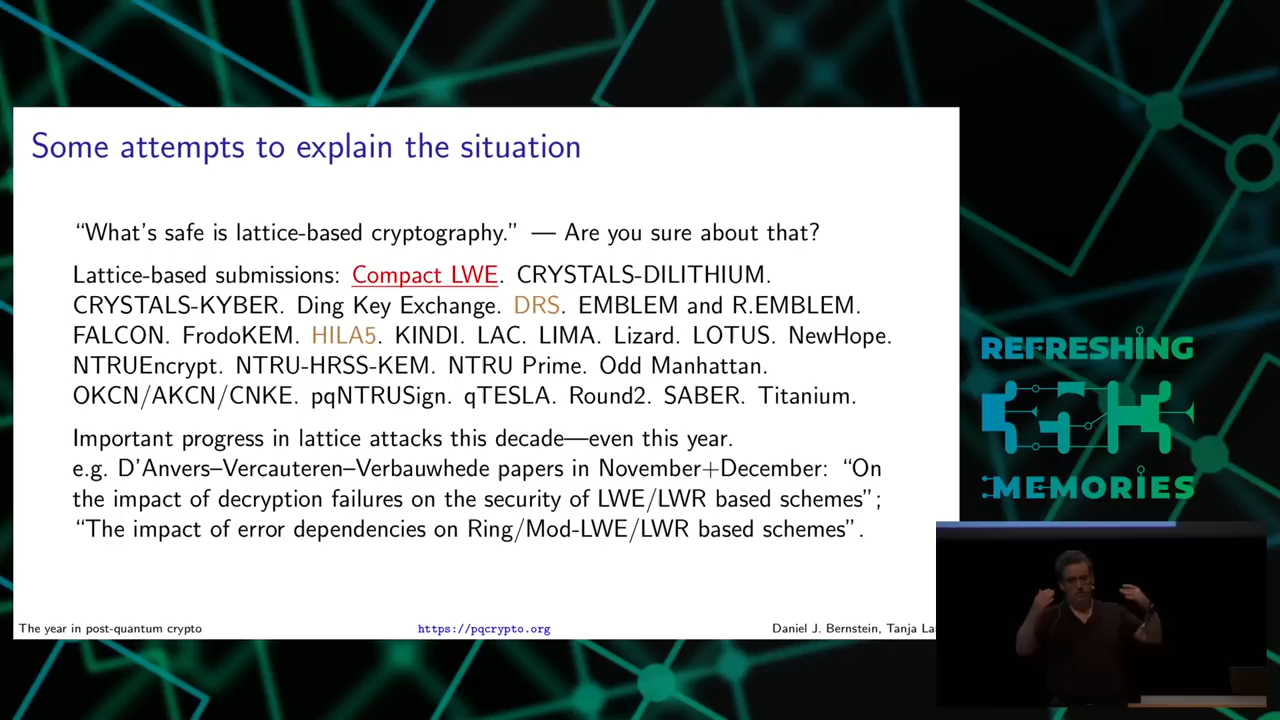 Some attempts to explain the situation
“What’s safe is lattice-based cryptography.” — Are you sure about that?
Lattice-based submissions: Compact LWE. CRYSTALS-DILITHIUM.
CRYSTALS-KYBER. Ding Key Exchange. DRS. EMBLEM and R.EMBLEM.
FALCON. FrodoKEM. HILA5. KINDI. LAC. LIMA. Lizard. LOTUS. NewHope.
NTRUEncrypt. NTRU-HRSS-KEM. NTRU Prime. Odd Manhattan.
OKCN/AKCN/CNKE. pqNTRUSign. qTESLA. Round2. SABER. Titanium.
Important progress in lattice attacks this decade—even this year.
e.g. D’Anvers–Vercauteren–Verbauwhede papers in November+December: “On
the impact of decryption failures on the security of LWE/LWR based schemes”;
“The impact of error dependencies on Ring/Mod-LWE/LWR based schemes”.
The year in post-quantum crypto
https://pqcrypto.org
Daniel J. Bernstein, Tanja La
REFRESHING
:MEMORIES